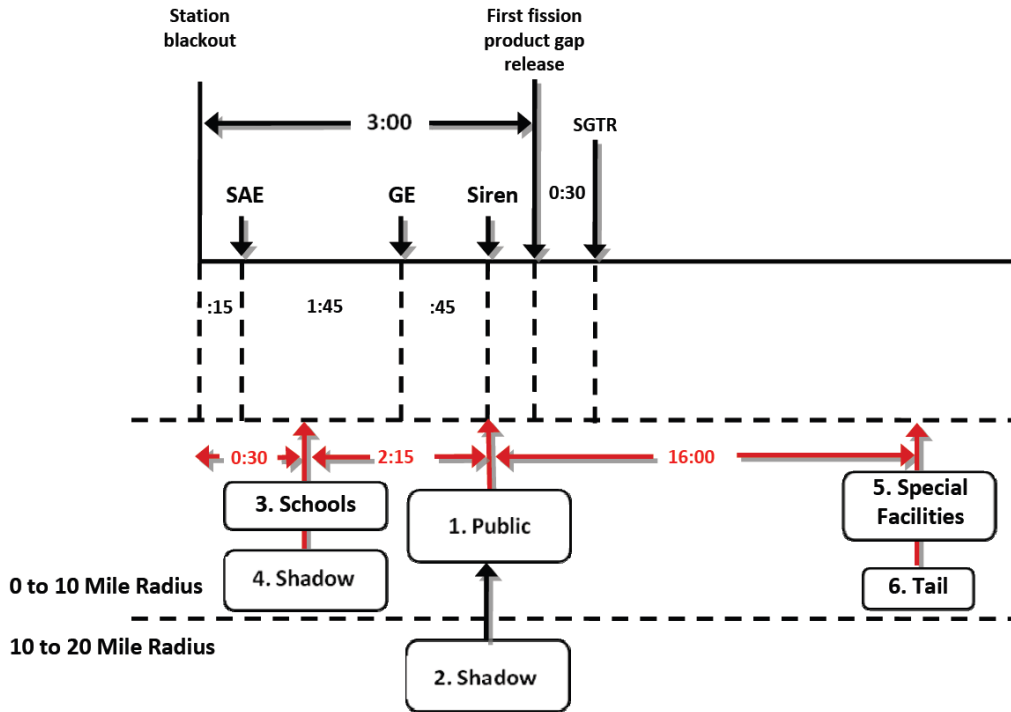 Station
blackout
First fission
product gap
release
3:00
SGTR
0:30
SAE
GE
Siren
:15
1:45
:45
0:30
2:15
16:00
3. Schools
1. Public
5. Special
Facilities
4. Shadow
6. Tail
0 to 10 Mile Radius
10 to 20 Mile Radius
2. Shadow